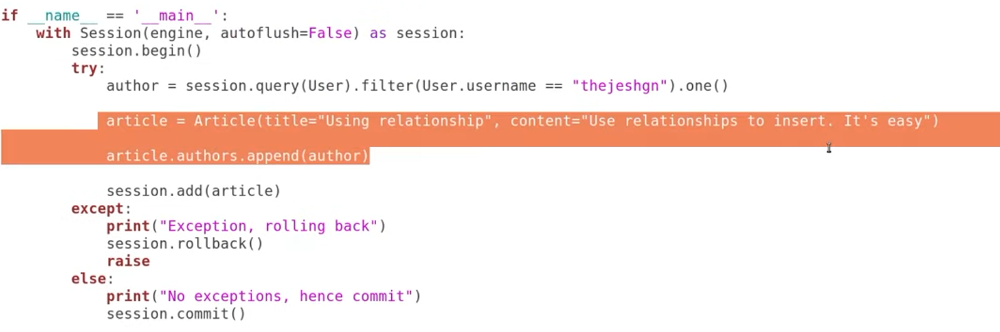 if __name__ == '__main__':
    with Session(engine, autoflush=False) as session:
        session.begin()
        try:
            author = session.query(User).filter(User.username == "thejeshgn").one()

            article = Article(title="Using relationship", content="Use relationships to insert. It's easy")

            article.authors.append(author)

            session.add(article)
        except:
            print("Exception, rolling back")
            session.rollback()
            raise
        else:
            print("No exceptions, hence commit")
            session.commit()